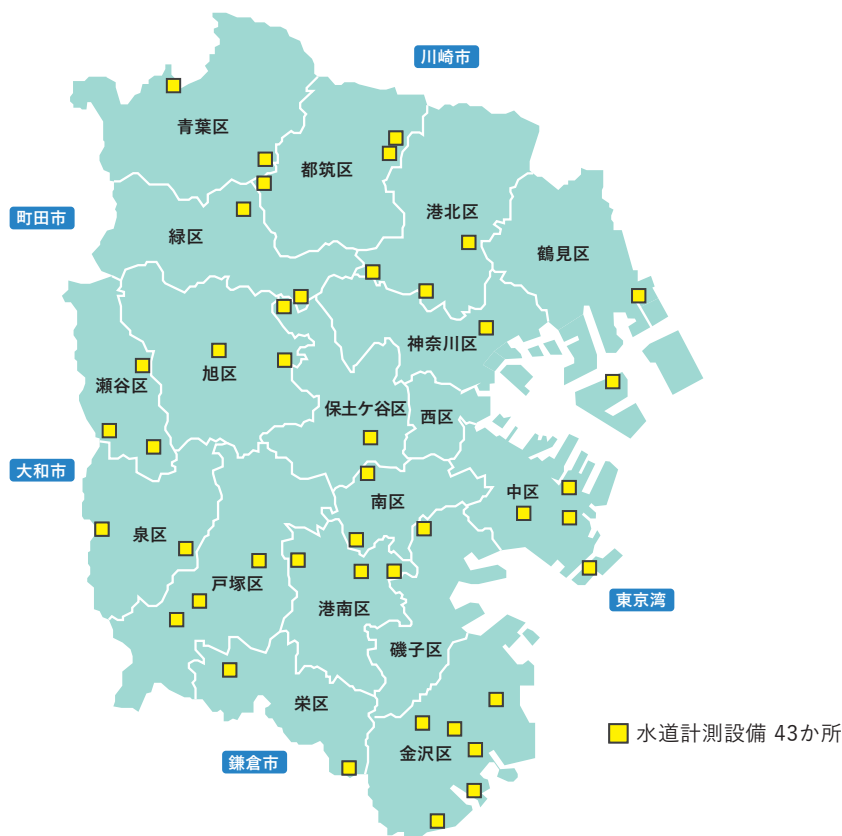 川崎市
青葉区
都筑区
港北区
町田市
緑区
鶴見区
神奈川区
旭区
瀬谷区
保土ケ谷区
西区
大和市
中区
南区
泉区
戸塚区
東京湾
港南区
磯子区
栄区
水道計測設備 43か所
金沢区
鎌倉市